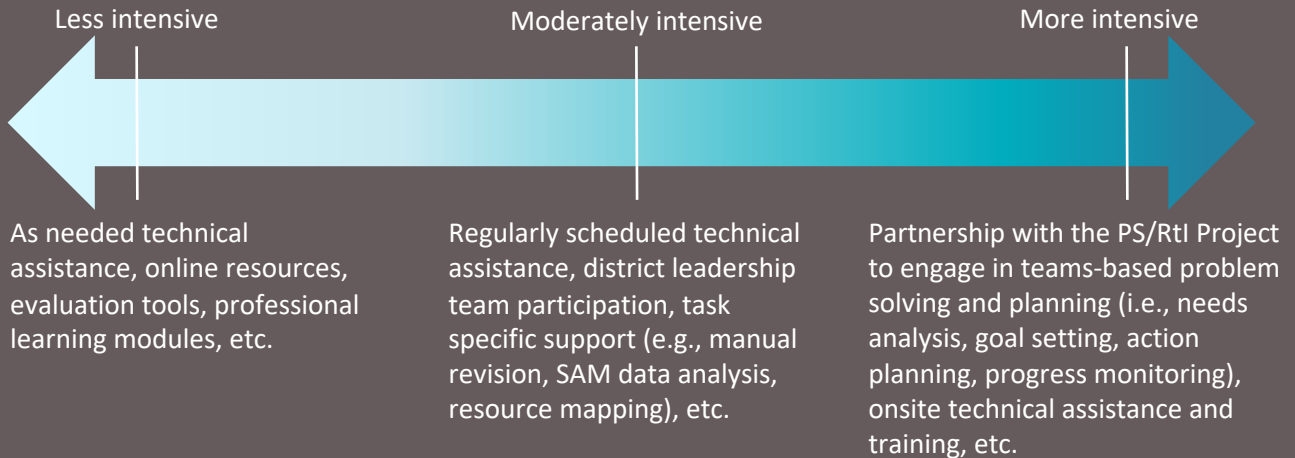 Less intensive
Moderately intensive
More intensive
As needed technical
assistance, online resources,
evaluation tools, professional
learning modules, etc.
Regularly scheduled technical
assistance, district leadership
team participation, task
specific support (e.g., manual
revision, SAM data analysis,
resource mapping), etc.
Partnership with the PS/RtI Project
to engage in teams-based problem
solving and planning (i.e., needs
analysis, goal setting, action
planning, progress monitoring),
onsite technical assistance and
training, etc.